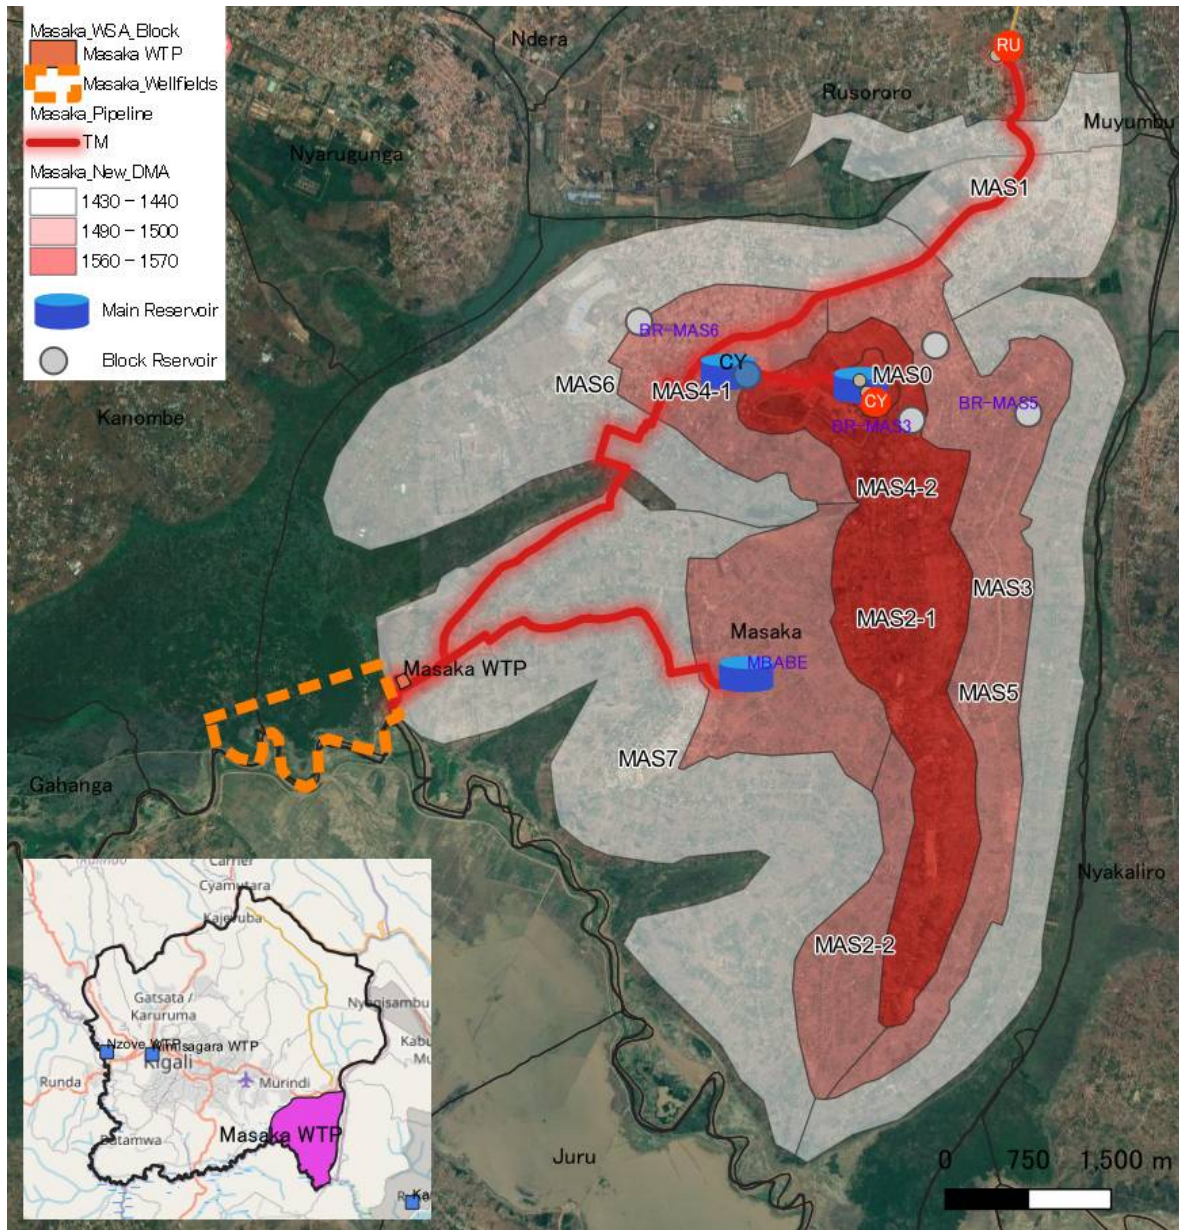 Masaka_WSA_Block
Masaka WTP
Masaka_Wellfields
Masaka_Pipeline
TM
Masaka_New_DMA
1430 – 1440
1490 – 1500
1560 – 1570
Main Reservoir
Block Rservoir
Ndera
RU
Rusororo
Muyumbu
Nyarugunga
MAS1
BR-MAS6
CY
MAS6
MAS4-1
MAS0
CY
BR-MAS5
BR-MAS3
Kanombe
MAS4-2
MAS3
MAS2-1
Masaka
MBABE
Masaka WTP
MAS5
MAS7
Gahanga
Nyakaliro
MAS2-2
Juru
0 750 1,500 m
Carrier
Cyamutara
Kajevuba
Gatsata /
Karuruma
Nzove WTP
Kimisagara WTP
Kigali
Runda
Murindi
Masaka WTP